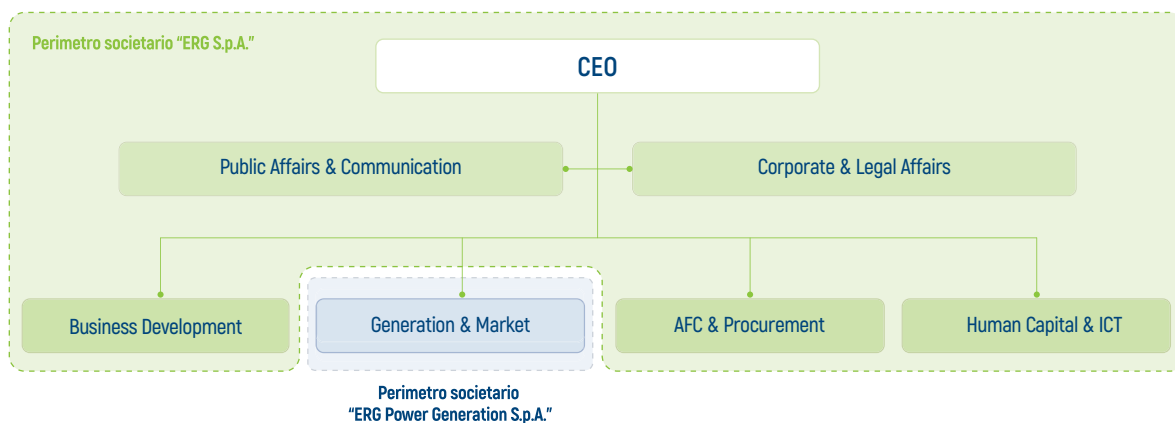 Perimetro societario “ERG S.p.A.”
CEO
Public Affairs & Communication
Corporate & Legal Affairs
Business Development
Generation & Market
AFC & Procurement
Human Capital & ICT
Perimetro societario
“ERG Power Generation S.p.A.”